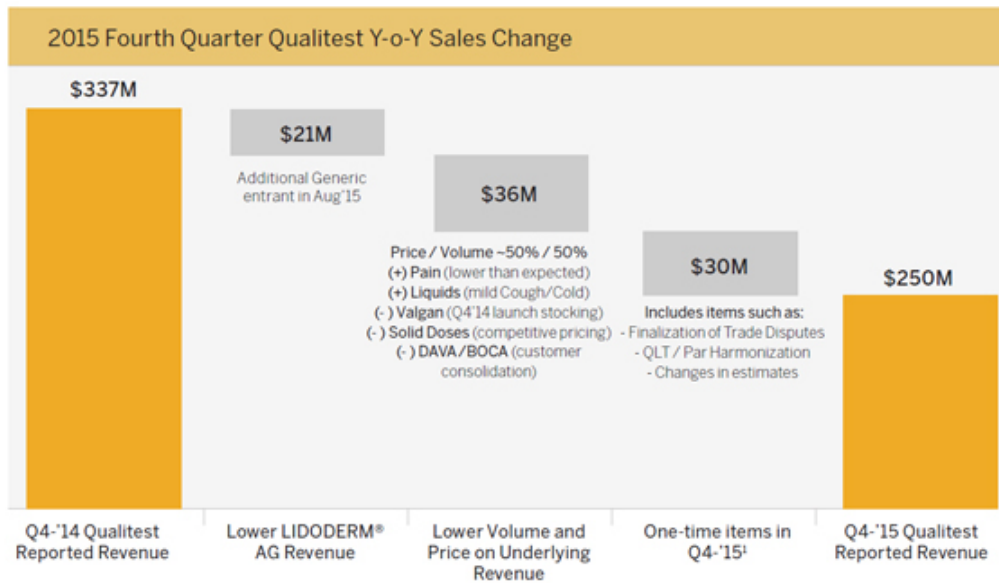 2015 Fourth Quarter Qualitest Y-o-Y Sales Change
$337M
$21M
Additional Generic
entrant in Aug'15
$36M
Price / Volume ~50% / 50%
(+) Pain (lower than expected)
(+) Liquids (mild Cough/Cold)
(-) Valgan (Q4'14 launch stocking)
(-) Solid Doses (competitive pricing)
(-) DAVA/BOCA (customer
consolidation)
$30M
Includes items such as:
- Finalization of Trade Disputes
- QLT / Par Harmonization
- Changes in estimates
$250M
Q4-'14 Qualitest
Reported Revenue
Lower LIDODERM®
AG Revenue
Lower Volume and
Price on Underlying
Revenue
One-time items in
Q4-'15¹
Q4-'15 Qualitest
Reported Revenue